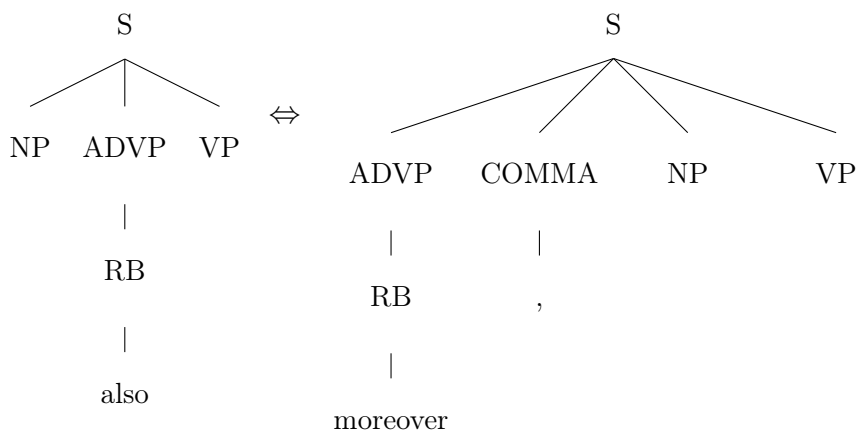 S
NP ADVP VP
RB
also
⇔
S
ADVP COMMA NP VP
RB ,
moreover